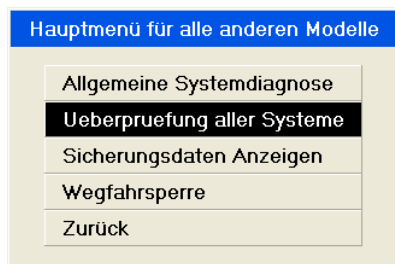 Hauptmenü für alle anderen Modelle
Allgemeine Systemdiagnose
Ueberpruefung aller Systeme
Sicherungsdaten Anzeigen
Wegfahrsperre
Zurück